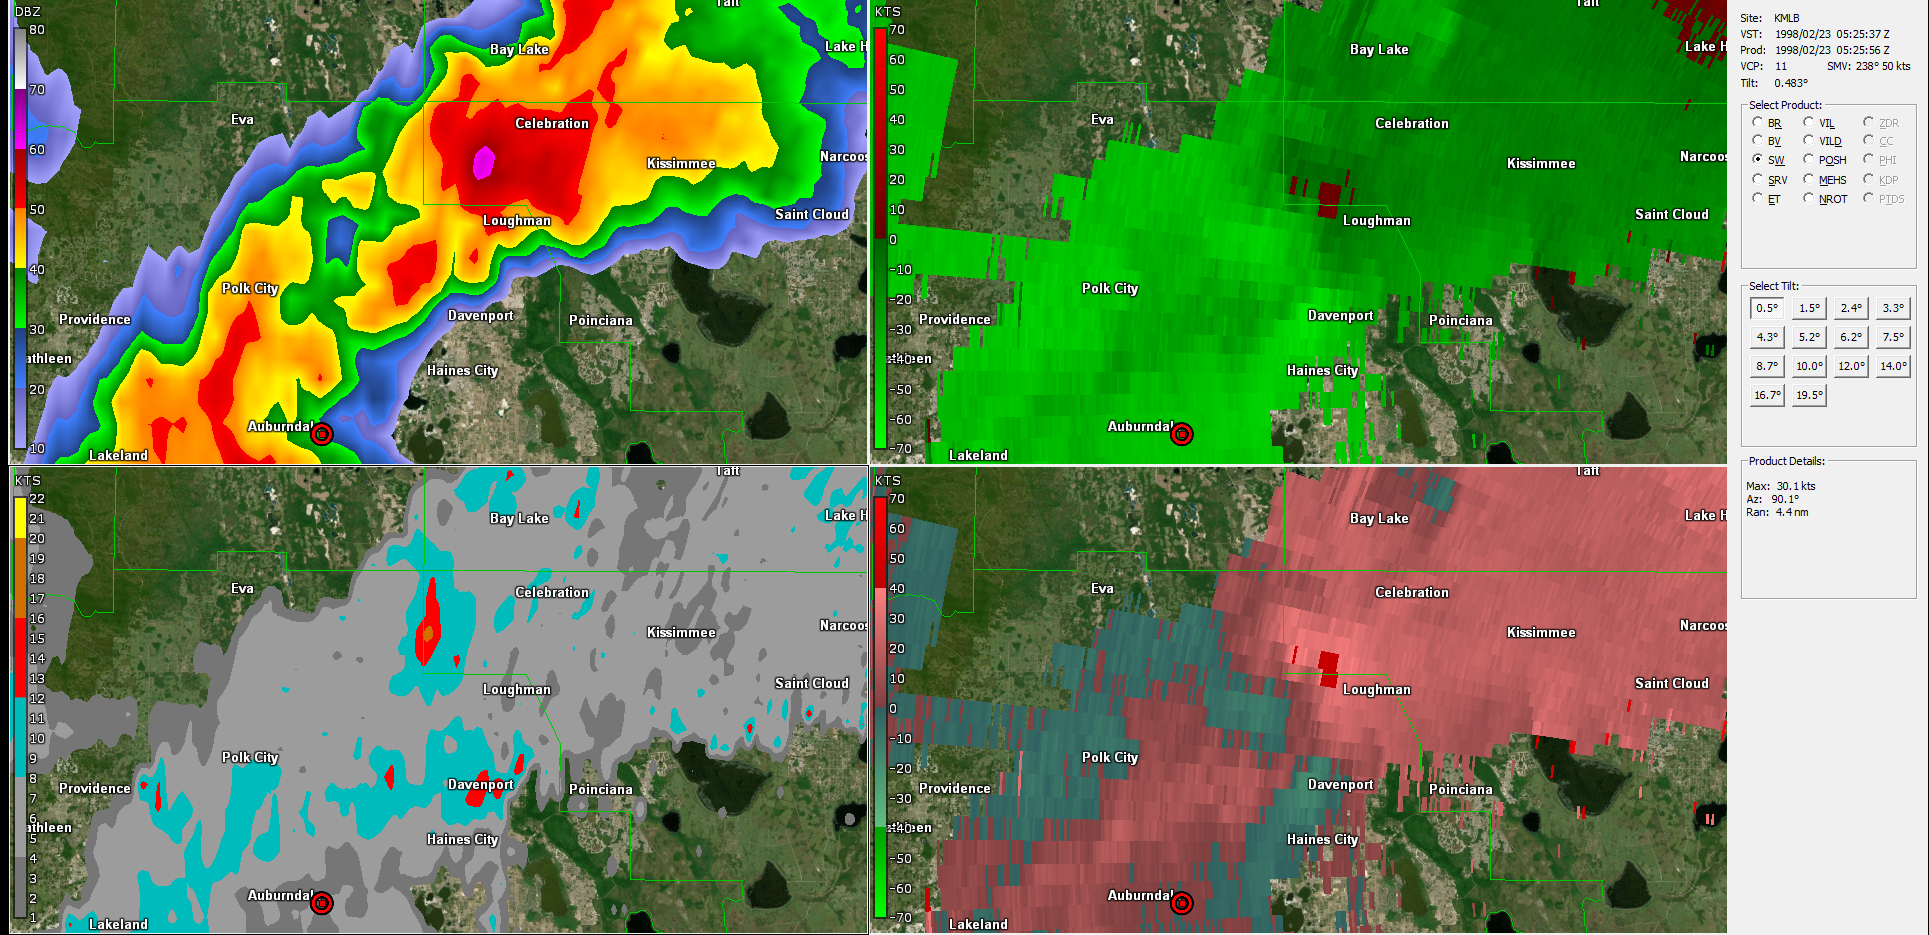 DBZ
80
70
60
50
40
30
20
10
Taft
Bay Lake
Lake H
Eva
Celebration
Kissimmee
Narcoos
Saint Cloud
Loughman
Polk City
Davenport
Providence
Poinciana
athleen
Haines City
Auburndal
Lakeland
KTS
70
60
50
40
30
20
10
0
-10
-20
-30
-40
-50
-60
-70
Taft
Bay Lake
Lake H
Eva
Celebration
Kissimmee
Narcoos
Saint Cloud
Loughman
Polk City
Davenport
Providence
Poinciana
een
Haines City
Auburndal
Lakeland
KTS
22
21
20
19
18
17
16
15
14
13
12
11
10
9
8
7
6
5
4
3
2
1
Taft
Bay Lake
Lake H
Eva
Celebration
Kissimmee
Narcoos
Saint Cloud
Loughman
Polk City
Davenport
Providence
Poinciana
athleen
Haines City
Auburndal
Lakeland
KTS
70
60
50
40
30
20
10
0
-10
-20
-30
-40
-50
-60
-70
Taft
Bay Lake
Lake H
Eva
Celebration
Kissimmee
Narcoos
Saint Cloud
Loughman
Polk City
Davenport
Providence
Poinciana
een
Haines City
Auburndal
Lakeland
Site: KMLB
VST: 1998/02/23 05:25:37 Z
Prod: 1998/02/23 05:25:56 Z
VCP: 11 SMV: 238° 50 kts
Tilt: 0.483°
Select Product:
BR VIL ZDR
BV VILD CC
SW POSH PHI
SRV MEHS KDP
ET NROT PTDS
Select Tilt:
0.5° 1.5° 2.4° 3.3°
4.3° 5.2° 6.2° 7.5°
8.7° 10.0° 12.0° 14.0°
16.7° 19.5°
Product Details:
Max: 30.1 kts
Az: 90.1°
Ran: 4.4 nm